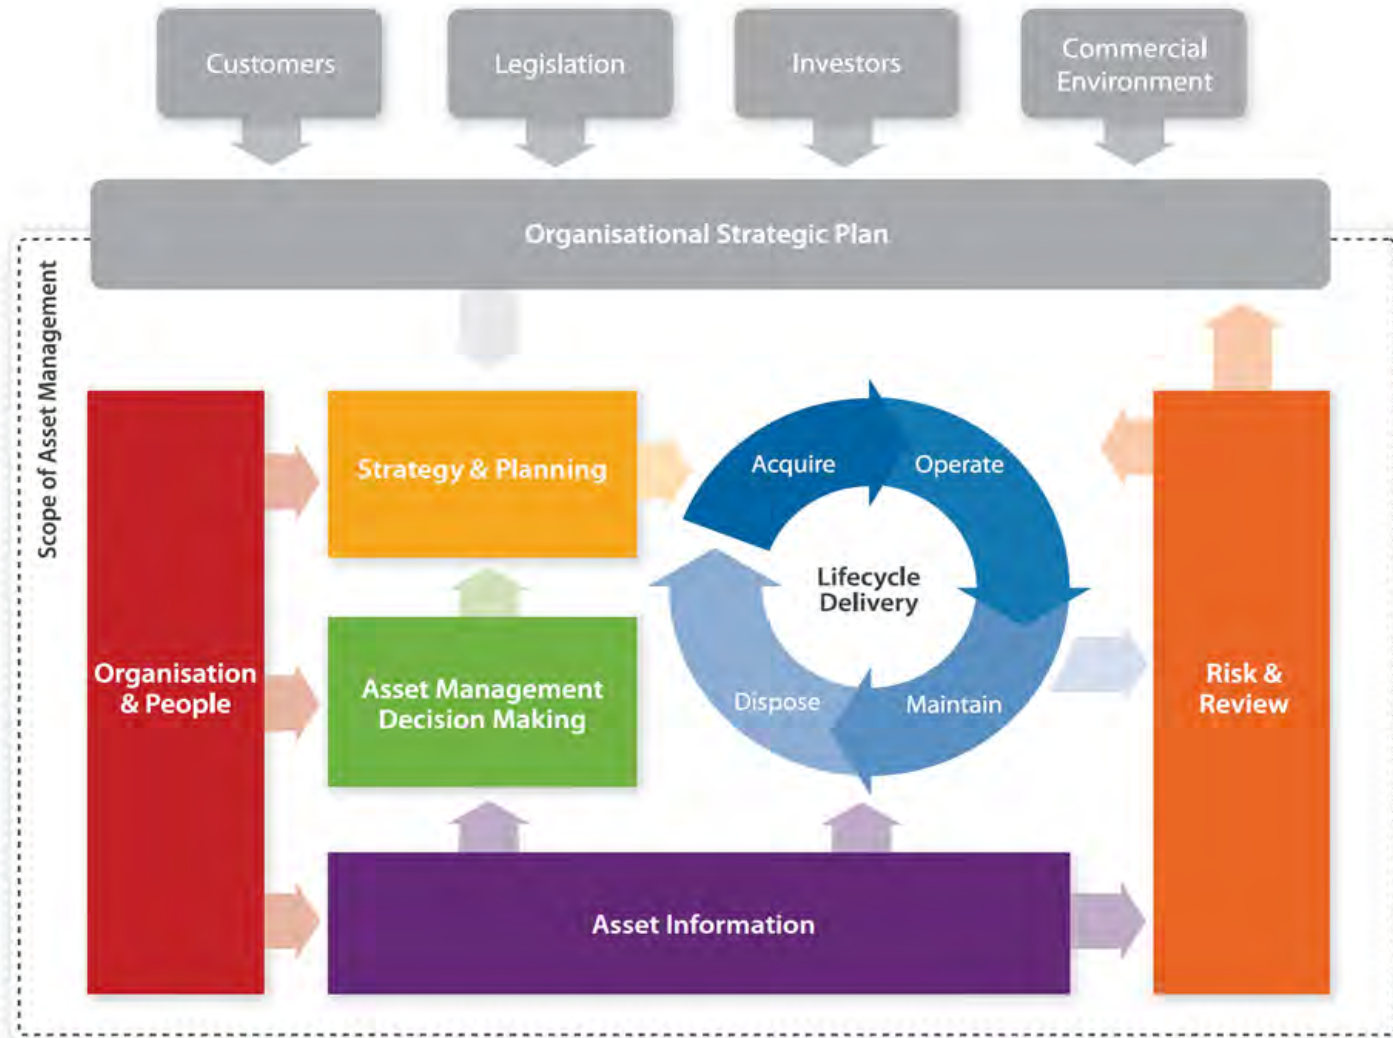 Customers
Legislation
Investors
Commercial
Environment
Organisational Strategic Plan
Scope of Asset Management
Strategy & Planning
Acquire
Operate
Lifecycle
Delivery
Organisation
& People
Asset Management
Decision Making
Dispose
Maintain
Risk &
Review
Asset Information